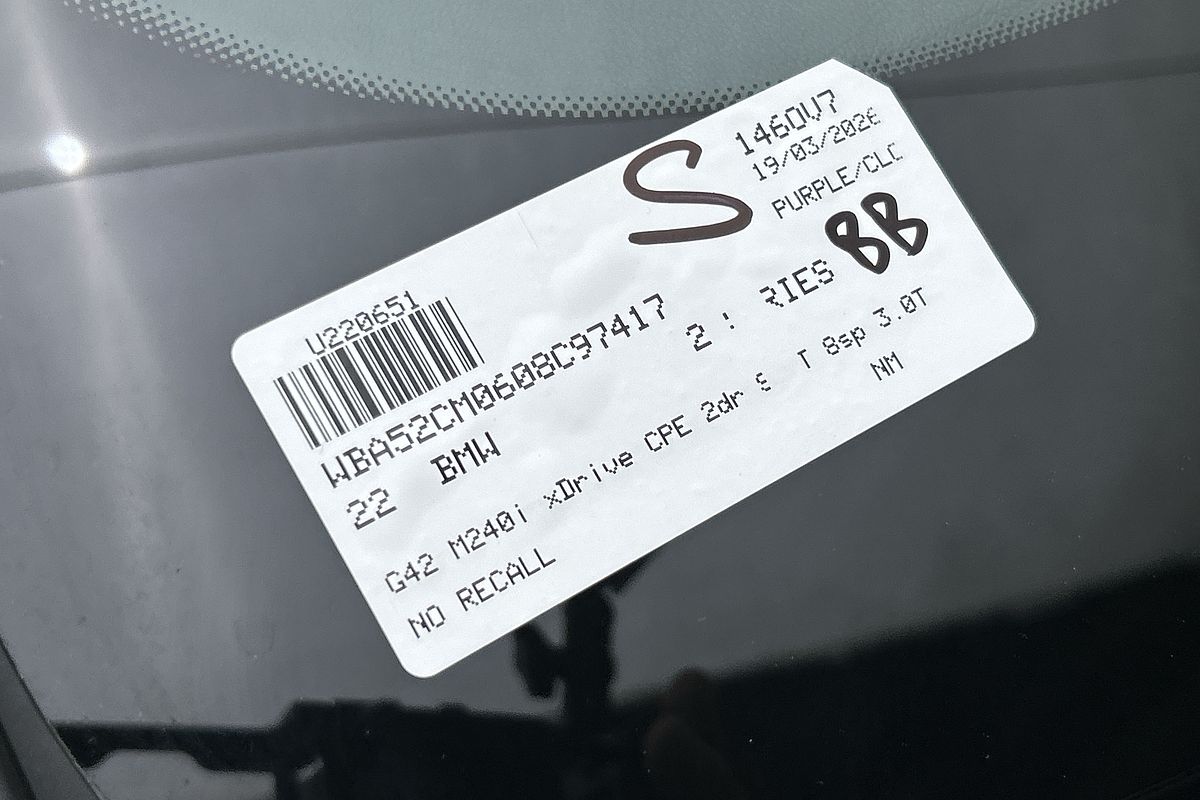 S
146OV7
19/03/2026
PURPLE/CLC
BB
U220651
WBA52CM0608C97417
22 BMW 2 : RIES
G42 M240i xDrive CPE 2dr S T 8sp 3.0T
NO RECALL NM